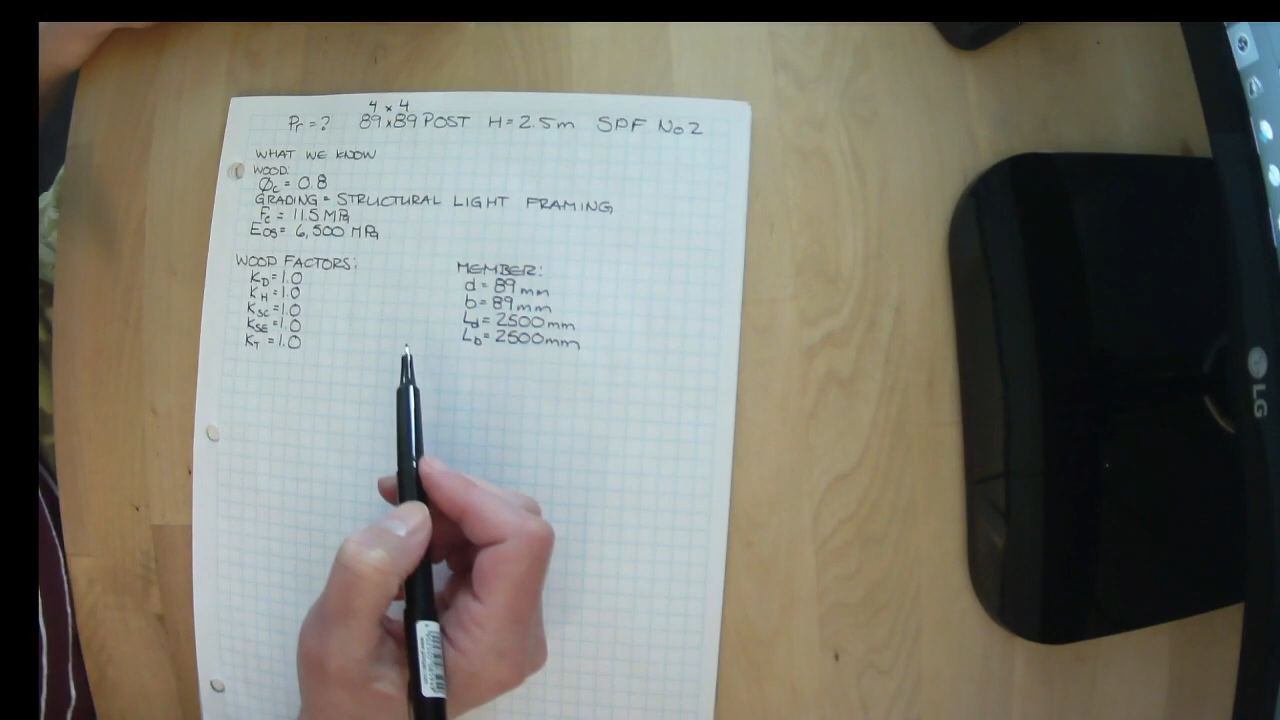 4 x 4
Pr = ? 89x89 POST H = 2.5m SPF No 2
WHAT WE KNOW
WOOD:
Øc = 0.8
GRADING = STRUCTURAL LIGHT FRAMING
Fc = 11.5 MPa
E05 = 6,500 MPa
WOOD FACTORS:
KD = 1.0
KH = 1.0
KSC = 1.0
KSE = 1.0
KT = 1.0
MEMBER:
d = 89mm
b = 89mm
Ld = 2500mm
Lb = 2500mm
LG